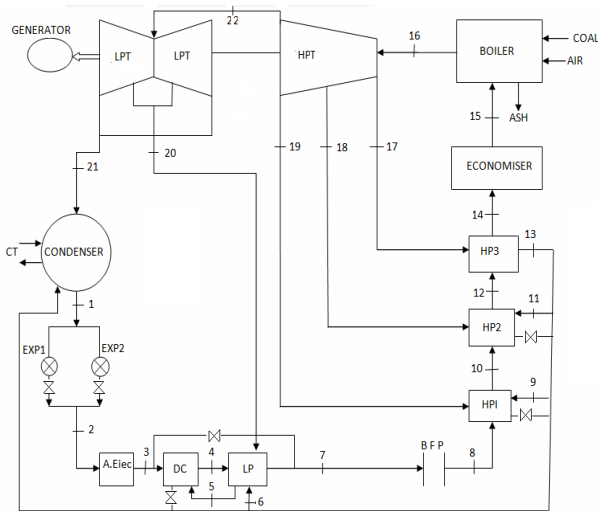 22
GENERATOR
LPT
LPT
HPT
16
BOILER
COAL
AIR
ASH
15
20
19
18
17
21
ECONOMISER
14
13
CT
CONDENSER
HP3
12
11
1
HP2
EXP1
EXP2
10
9
HPI
2
A.Eiec
3
DC
4
5
LP
6
7
B F P
8